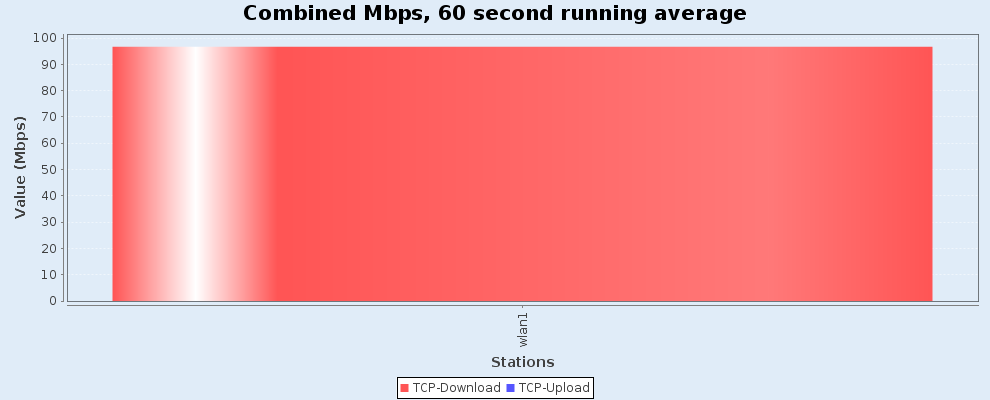 Combined Mbps, 60 second running average
Value (Mbps)
100
90
80
70
60
50
40
30
20
10
0
wlan1
Stations
TCP-Download TCP-Upload